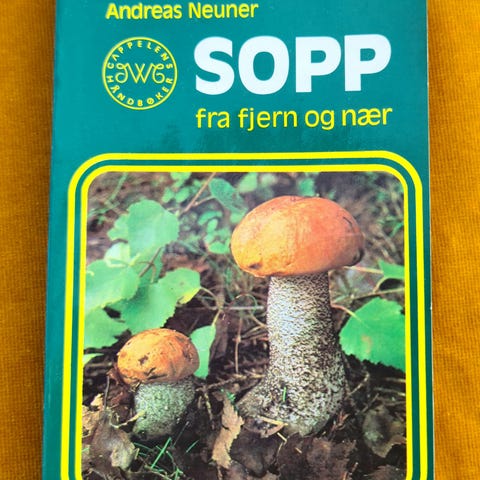 Andreas Neuner
CAPPELENS
HÅNDBØKER
SOPP
fra fjern og nær